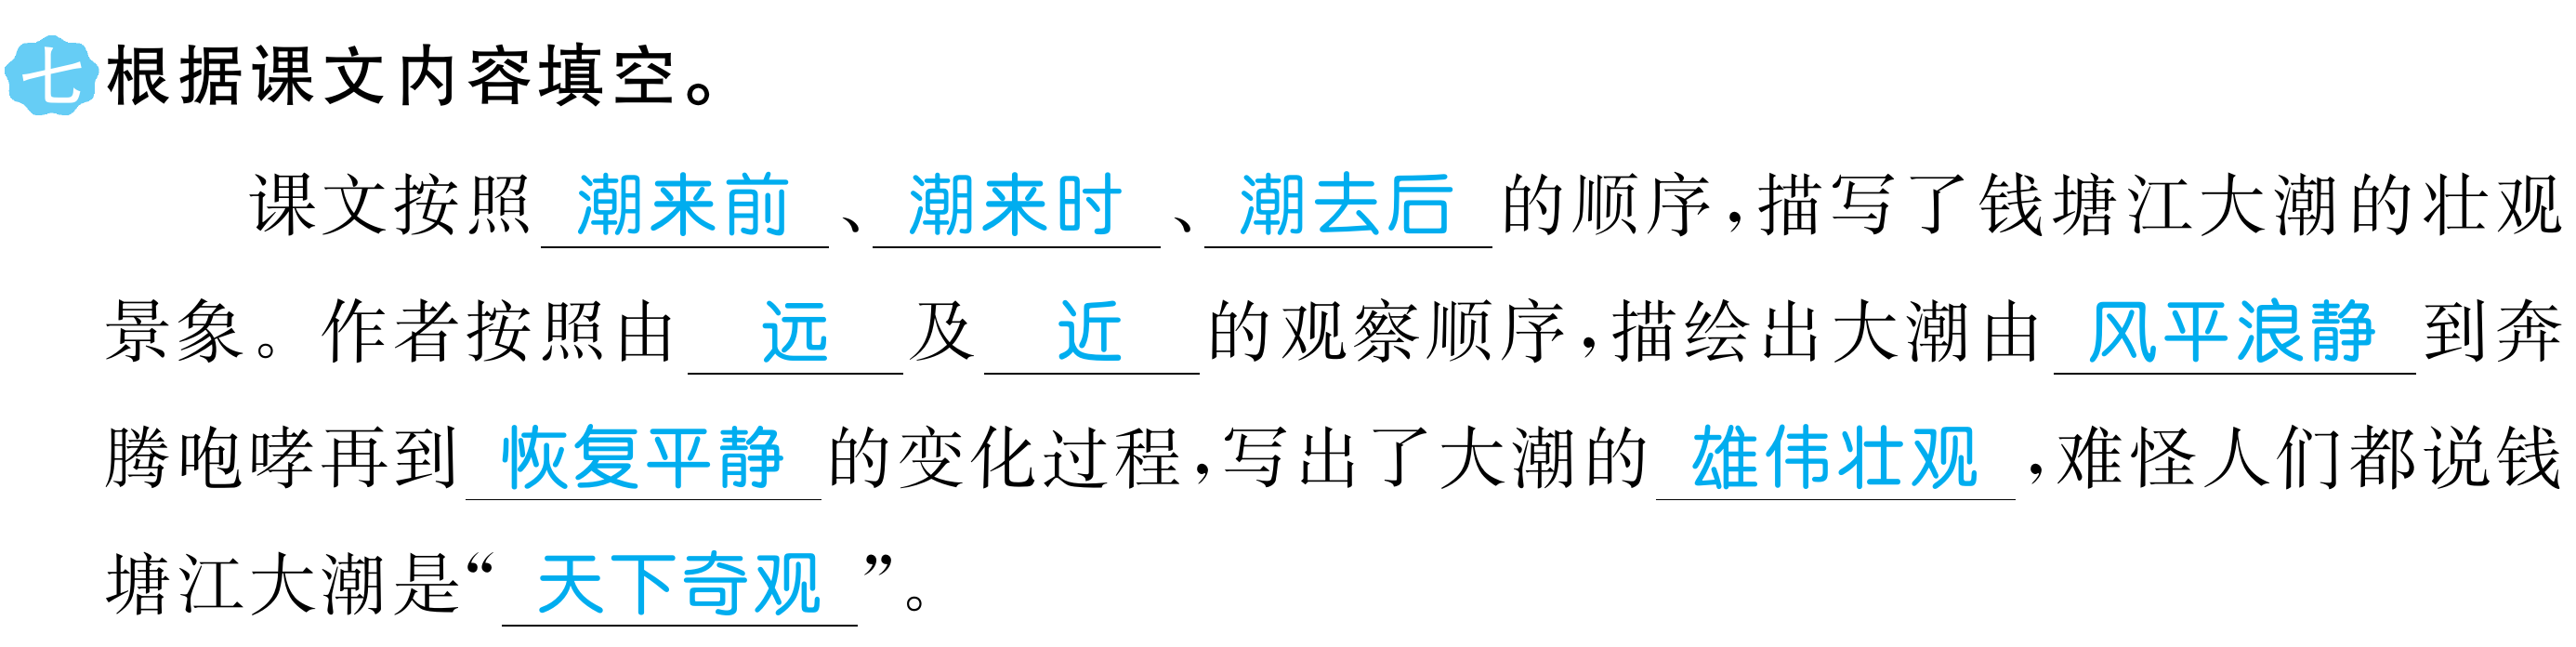 七 根据课文内容填空。
课文按照 潮来前 、 潮来时 、 潮去后 的顺序,描写了钱塘江大潮的壮观
景象。作者按照由 远 及 近 的观察顺序,描绘出大潮由 风平浪静 到奔
腾咆哮再到 恢复平静 的变化过程,写出了大潮的 雄伟壮观 ,难怪人们都说钱
塘江大潮是“ 天下奇观 ”。